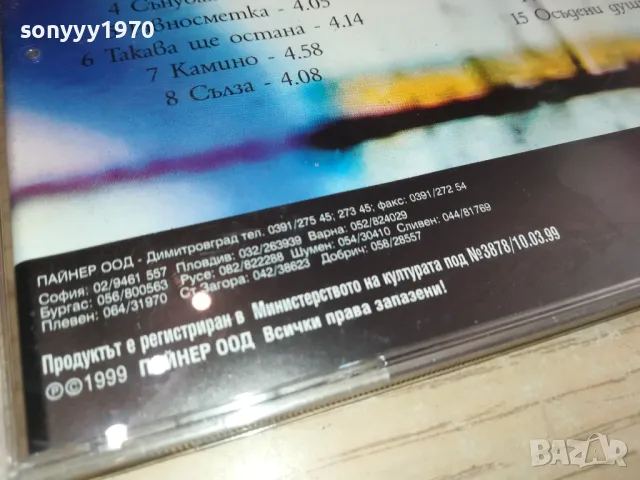 sonyyy1970
4 Сънув
- 4.05
6 Такава ще остана - 4.14
7 Камино - 4.58
8 Сълза - 4.08
15 Осъдени души
ПАЙНЕР ООД - Димитровград тел. 0391/275 45; 273 45; факс: 0391/272 54
София: 02/9461 557 Пловдив: 032/263939 Варна: 052/824029
Бургас: 056/800563 Русе: 082/822288 Шумен: 054/30410 Сливен: 044/81769
Плевен: 064/31970 Ст.Загора: 042/38623 Добрич: 058/28557
Продуктът е регистриран в Министерството на културата под №3878/10.03.99
℗©1999 ПАЙНЕР ООД Всички права запазени!
BAZAR